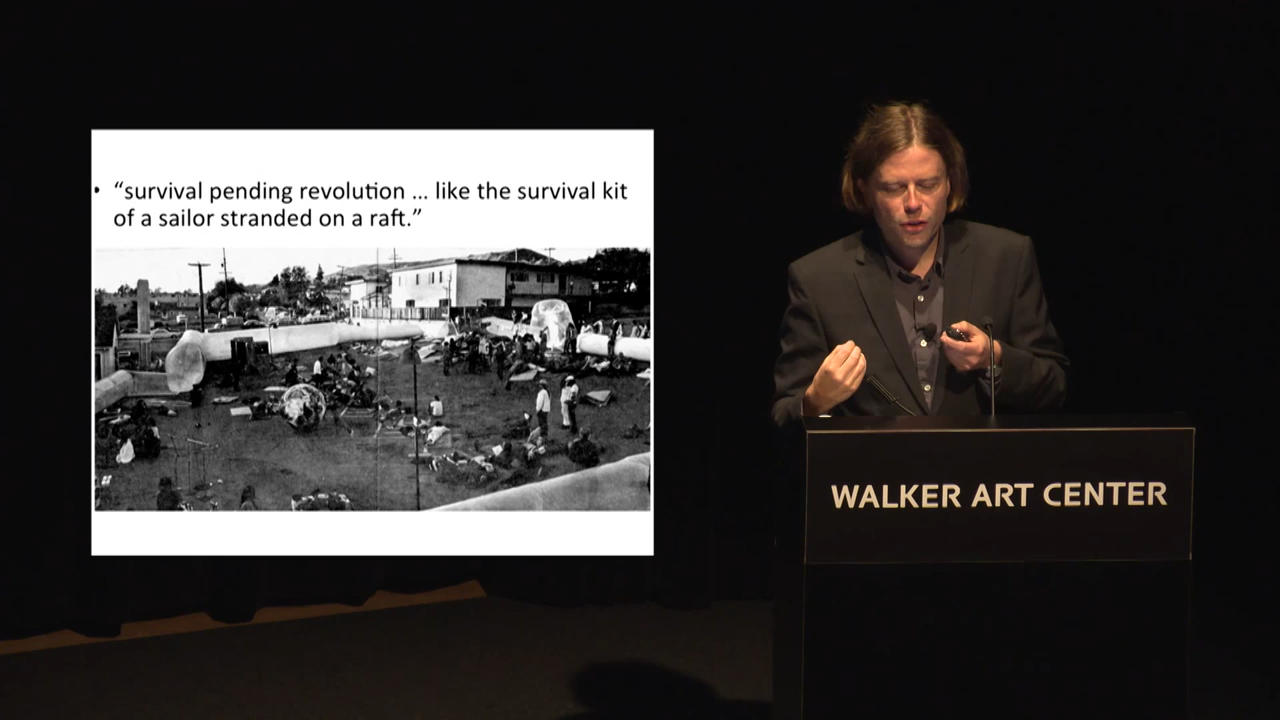 • “survival pending revolution ... like the survival kit
of a sailor stranded on a raft.”
WALKER ART CENTER